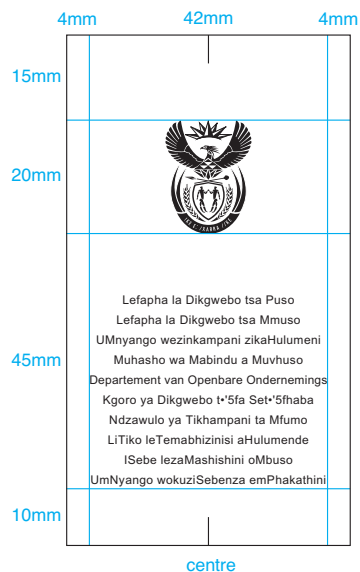 4mm 42mm 4mm
15mm
20mm
Lefapha la Dikgwebo tsa Puso
Lefapha la Dikgwebo tsa Mmuso
UMnyango wezinkampani zikaHulumeni
Muhasho wa Mabindu a Muvhuso
45mm
Departement van Openbare Ondernemings
Kgoro ya Dikgwebo t•'5fa Set•'5fhaba
Ndzawulo ya Tikhampani ta Mfumo
LiTiko leTemabhizinisi aHulumende
ISebe lezaMashishini oMbuso
UmNyango wokuziSebenza emPhakathini
10mm
centre